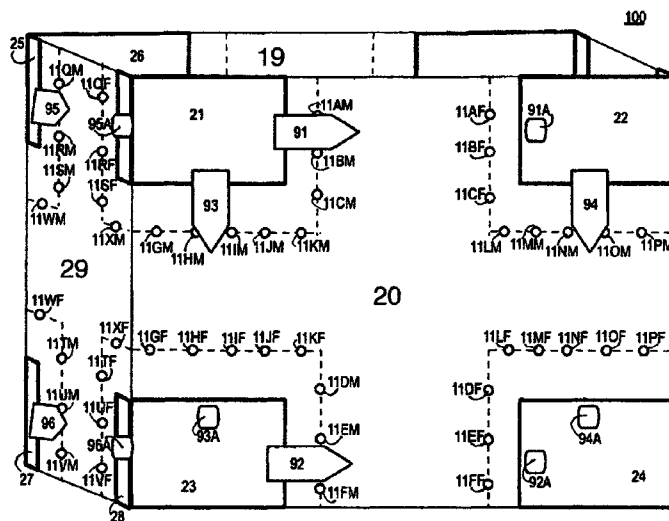 100
25
26
19
11QM
11QF
95
95A
21
91
11AM
11AF
91A
22
11RM
11RF
11BM
11BF
11SM
11SF
93
11CM
11CF
94
11WM
11XM
11GM
11HM
11IM
11JM
11KM
11LM
11MM
11NM
11OM
11PM
29
20
11WF
11XF
11GF
11HF
11IF
11JF
11KF
11LF
11MF
11NF
11OF
11PF
11TM
11TF
11DM
11DF
11UM
11UF
96
96A
93A
94A
11EM
11EF
92
92A
11VM
11VF
11FM
11FF
27
28
23
24